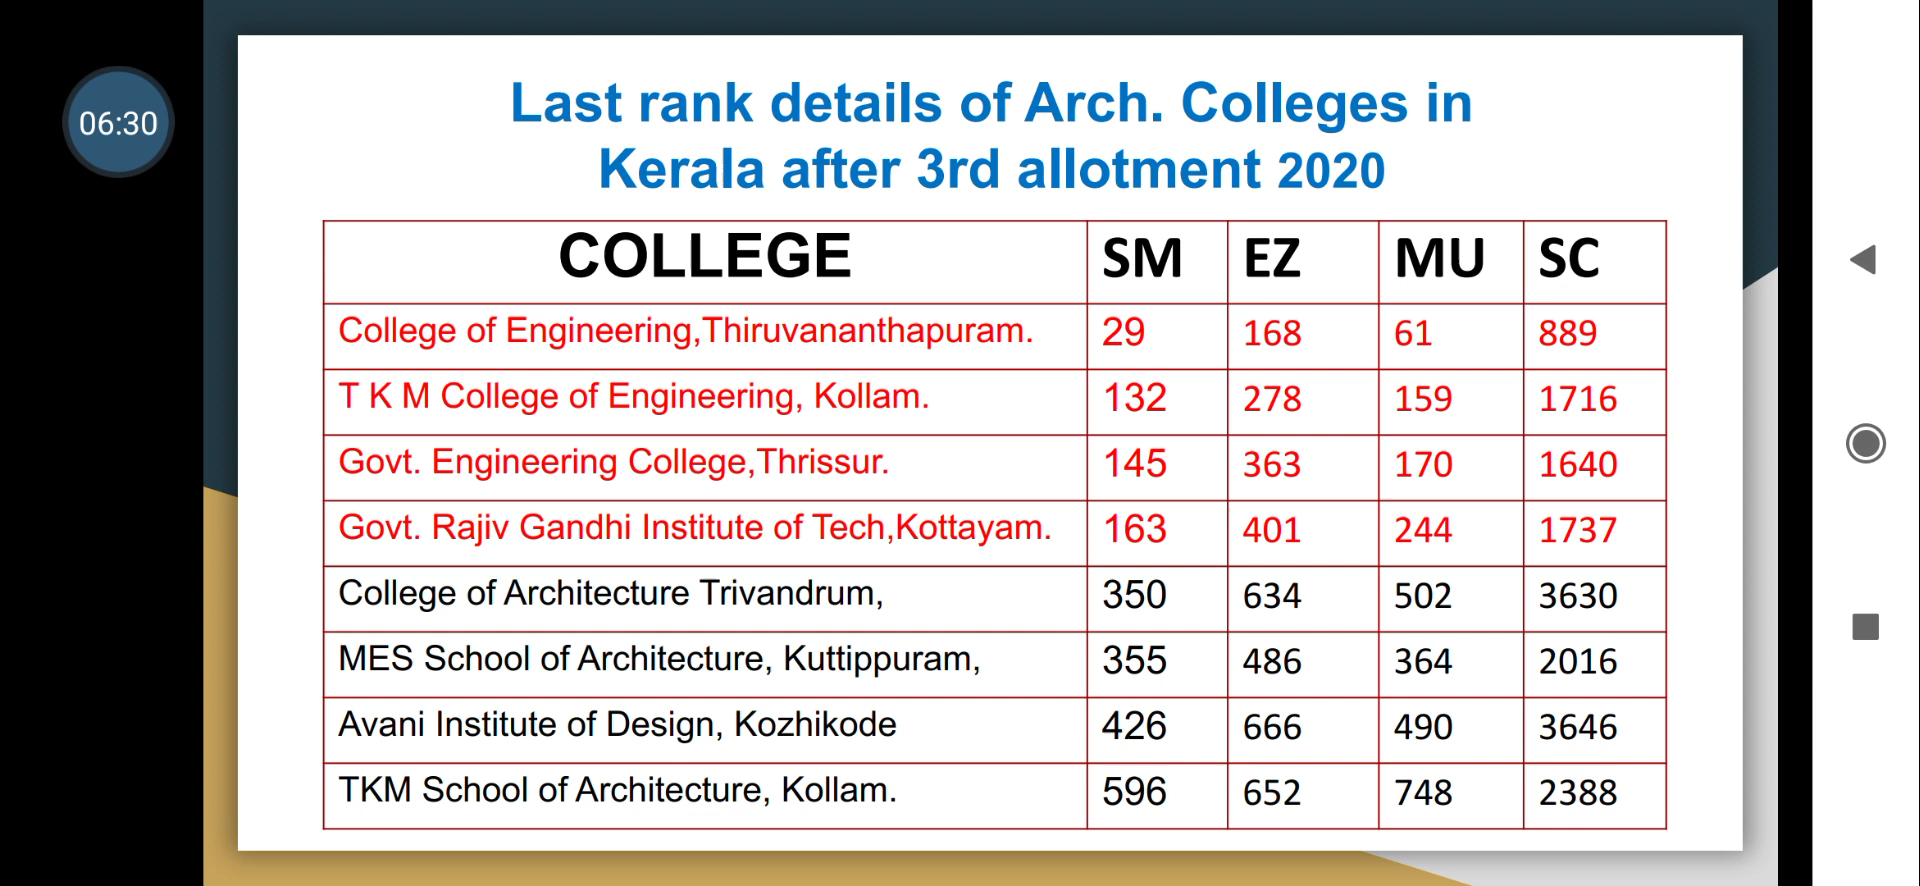 06:30
Last rank details of Arch. Colleges in
Kerala after 3rd allotment 2020
COLLEGE SM EZ MU SC
College of Engineering,Thiruvananthapuram. 29 168 61 889
T K M College of Engineering, Kollam. 132 278 159 1716
Govt. Engineering College,Thrissur. 145 363 170 1640
Govt. Rajiv Gandhi Institute of Tech,Kottayam. 163 401 244 1737
College of Architecture Trivandrum, 350 634 502 3630
MES School of Architecture, Kuttippuram, 355 486 364 2016
Avani Institute of Design, Kozhikode 426 666 490 3646
TKM School of Architecture, Kollam. 596 652 748 2388